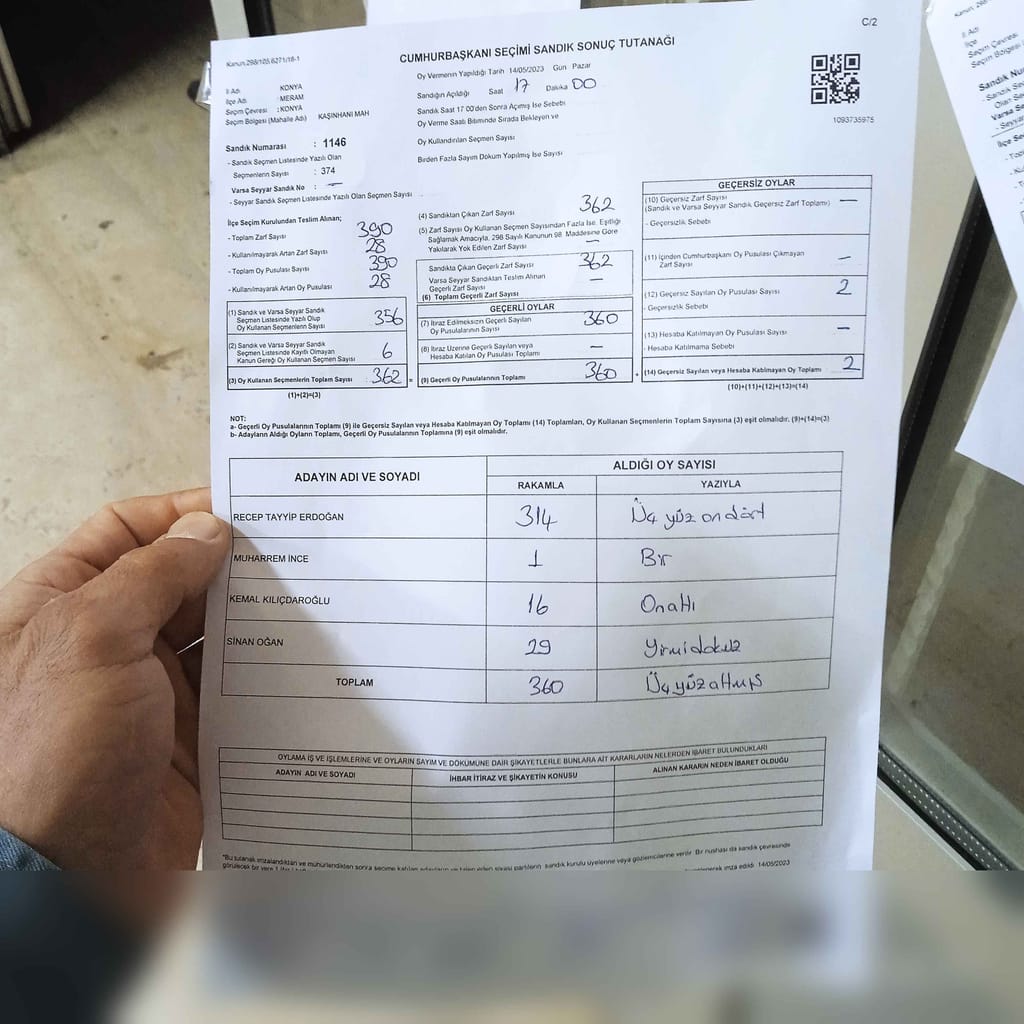 C/2
Kanun.298/105.6271/18-1
CUMHURBAŞKANI SEÇİMİ SANDIK SONUÇ TUTANAĞI
İl Adı : KONYA
İlçe Adı : MERAM
Seçim Çevresi : KONYA
Seçim Bölgesi (Mahalle Adı) KAŞINHANI MAH
Oy Vermenin Yapıldığı Tarih 14/05/2023 Gün Pazar
Sandığın Açıldığı Saat 17 Dakika 00
Sandık Saat 17 00'den Sonra Açılmış İse Sebebi
Oy Verme Saati Bitiminde Sırada Bekleyen ve
Oy Kullandırılan Seçmen Sayısı
Birden Fazla Sayım Döküm Yapılmış İse Sayısı
1093735975
Sandık Numarası : 1146
- Sandık Seçmen Listesinde Yazılı Olan
Seçmenlerin Sayısı : 374
Varsa Seyyar Sandık No : —
- Seyyar Sandık Seçmen Listesinde Yazılı Olan Seçmen Sayısı
İlçe Seçim Kurulundan Teslim Alınan;
- Toplam Zarf Sayısı 390
- Kullanılmayarak Artan Zarf Sayısı 28
- Toplam Oy Pusulası Sayısı 390
- Kullanılmayarak Artan Oy Pusulası 28
(1) Sandık ve Varsa Seyyar Sandık
Seçmen Listesinde Yazılı Olup
Oy Kullanan Seçmenlerin Sayısı 356
(2) Sandık ve Varsa Seyyar Sandık
Seçmen Listesinde Kayıtlı Olmayan
Kanun Gereği Oy Kullanan Seçmen Sayısı 6
(3) Oy Kullanan Seçmenlerin Toplam Sayısı : 362 =
(1)+(2)=(3)
(4) Sandıktan Çıkan Zarf Sayısı 362
(5) Zarf Sayısı Oy Kullanan Seçmen Sayısından Fazla İse, Eşitliği
Sağlamak Amacıyla, 298 Sayılı Kanunun 98. Maddesine Göre
Yakılarak Yok Edilen Zarf Sayısı —
Sandıkta Çıkan Geçerli Zarf Sayısı 362
Varsa Seyyar Sandıktan Teslim Alınan
Geçerli Zarf Sayısı —
(6) Toplam Geçerli Zarf Sayısı
GEÇERLİ OYLAR
(7) İtiraz Edilmeksizin Geçerli Sayılan
Oy Pusulalarının Sayısı 360
(8) İtiraz Üzerine Geçerli Sayılan veya
Hesaba Katılan Oy Pusulası Toplamı —
(9) Geçerli Oy Pusulalarının Toplamı 360 +
GEÇERSİZ OYLAR
(10) Geçersiz Zarf Sayısı
(Sandık ve Varsa Seyyar Sandık Geçersiz Zarf Toplamı) —
- Geçersizlik Sebebi
(11) İçinden Cumhurbaşkanı Oy Pusulası Çıkmayan
Zarf Sayısı —
(12) Geçersiz Sayılan Oy Pusulası Sayısı 2
- Geçersizlik Sebebi
(13) Hesaba Katılmayan Oy Pusulası Sayısı —
- Hesaba Katılmama Sebebi
(14) Geçersiz Sayılan veya Hesaba Katılmayan Oy Toplamı 2
(10)+(11)+(12)+(13)=(14)
NOT:
a- Geçerli Oy Pusulalarının Toplamı (9) ile Geçersiz Sayılan veya Hesaba Katılmayan Oy Toplamı (14) Toplamları, Oy Kullanan Seçmenlerin Toplam Sayısına (3) eşit olmalıdır. (9)+(14)=(3)
b- Adayların Aldığı Oyların Toplamı, Geçerli Oy Pusulalarının Toplamına (9) eşit olmalıdır.
ADAYIN ADI VE SOYADI
ALDIĞI OY SAYISI
RAKAMLA YAZIYLA
RECEP TAYYİP ERDOĞAN 314 Üç yüz on dört
MUHARREM İNCE 1 Bir
KEMAL KILIÇDAROĞLU 16 Onaltı
SİNAN OĞAN 29 Yirmidokuz
TOPLAM 360 Üçyüzaltmış
OYLAMA İŞ VE İŞLEMLERİNE VE OYLARIN SAYIM VE DÖKÜMÜNE DAİR ŞİKAYETLERLE BUNLARA AİT KARARLARIN NELERDEN İBARET BULUNDUKLARI
ADAYIN ADI VE SOYADI İHBAR İTİRAZ VE ŞİKAYETİN KONUSU ALINAN KARARIN NEDEN İBARET OLDUĞU
"Bu tutanak imzalandıktan ve mühürlendikten sonra seçime katılan adayların ve talep eden siyasi partilerin sandık kurulu üyelerine veya gözlemcilerine verilir. Bir nüshası da sandık çevresinde
imza edildi 14/05/2023
Kanun.298
İl Adı
İlçe
Seçim Çevresi
Seçim Bölgesi
Sandık Numa